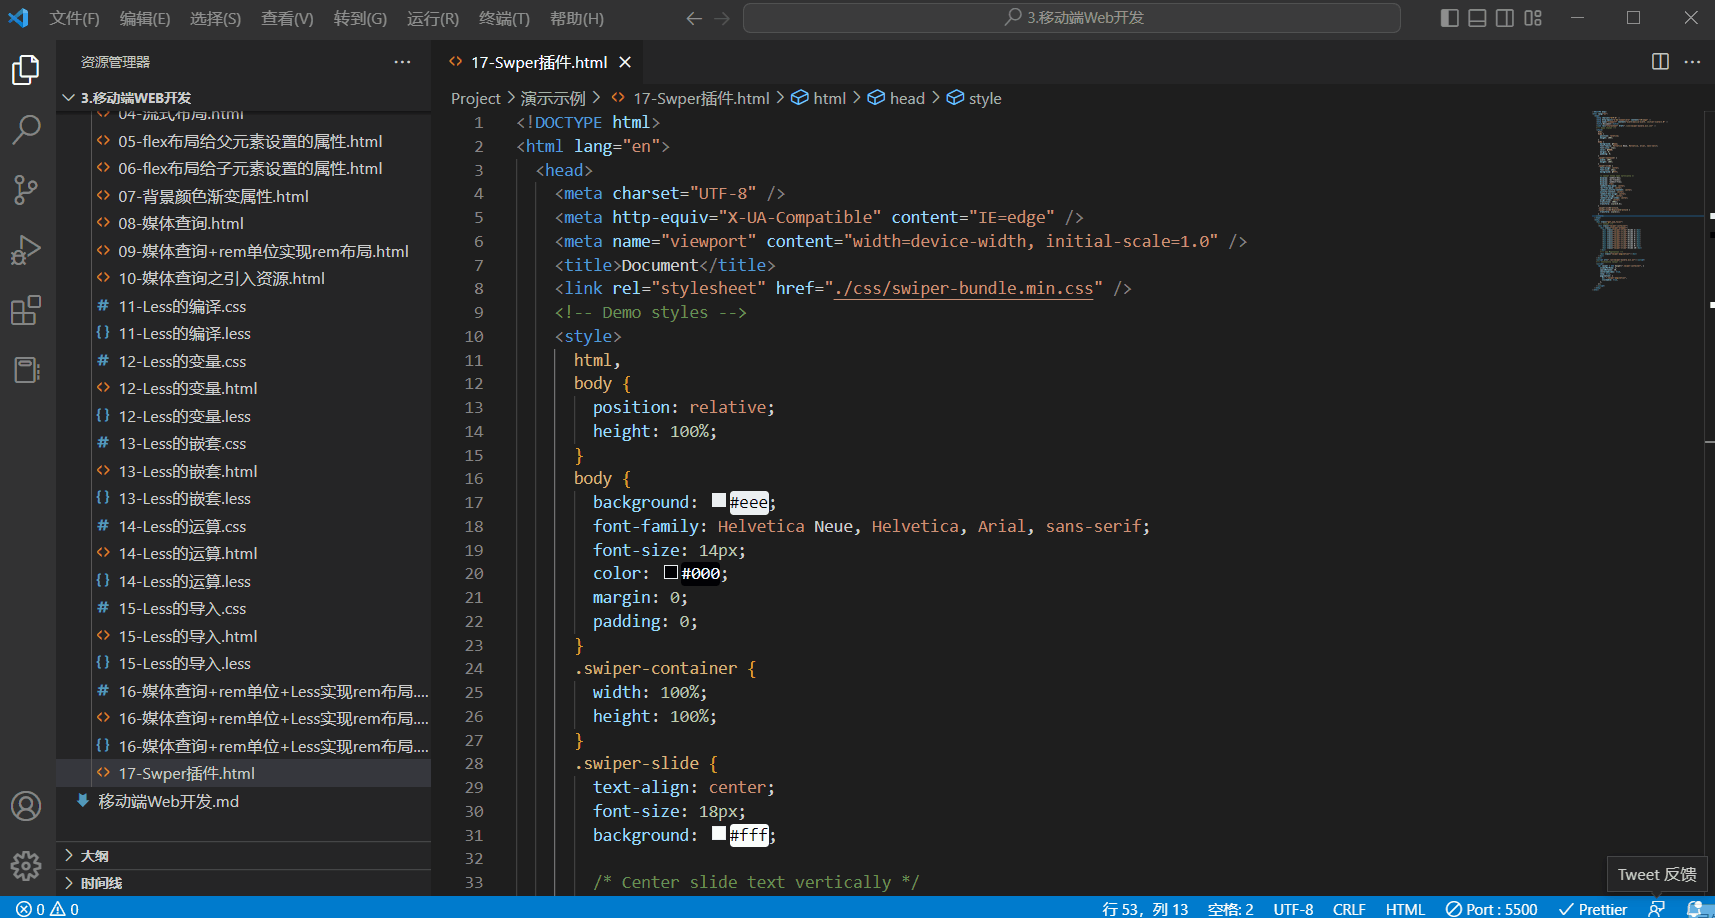 文件(F) 编辑(E) 选择(S) 查看(V) 转到(G) 运行(R) 终端(T) 帮助(H) 3.移动端Web开发
资源管理器
3.移动端WEB开发
04-流式布局.html
05-flex布局给父元素设置的属性.html
06-flex布局给子元素设置的属性.html
07-背景颜色渐变属性.html
08-媒体查询.html
09-媒体查询+rem单位实现rem布局.html
10-媒体查询之引入资源.html
11-Less的编译.css
11-Less的编译.less
12-Less的变量.css
12-Less的变量.html
12-Less的变量.less
13-Less的嵌套.css
13-Less的嵌套.html
13-Less的嵌套.less
14-Less的运算.css
14-Less的运算.html
14-Less的运算.less
15-Less的导入.css
15-Less的导入.html
15-Less的导入.less
16-媒体查询+rem单位+Less实现rem布局....
16-媒体查询+rem单位+Less实现rem布局....
16-媒体查询+rem单位+Less实现rem布局....
17-Swper插件.html
移动端Web开发.md
大纲
时间线
17-Swper插件.html
Project > 演示示例 > 17-Swper插件.html > html > head > style
1 <!DOCTYPE html>
2 <html lang="en">
3 <head>
4 <meta charset="UTF-8" />
5 <meta http-equiv="X-UA-Compatible" content="IE=edge" />
6 <meta name="viewport" content="width=device-width, initial-scale=1.0" />
7 <title>Document</title>
8 <link rel="stylesheet" href="./css/swiper-bundle.min.css" />
9 <!-- Demo styles -->
10 <style>
11 html,
12 body {
13 position: relative;
14 height: 100%;
15 }
16 body {
17 background: #eee;
18 font-family: Helvetica Neue, Helvetica, Arial, sans-serif;
19 font-size: 14px;
20 color: #000;
21 margin: 0;
22 padding: 0;
23 }
24 .swiper-container {
25 width: 100%;
26 height: 100%;
27 }
28 .swiper-slide {
29 text-align: center;
30 font-size: 18px;
31 background: #fff;
32
33 /* Center slide text vertically */
Tweet 反馈
0 0 行 53，列 13 空格: 2 UTF-8 CRLF HTML Port : 5500 Prettier